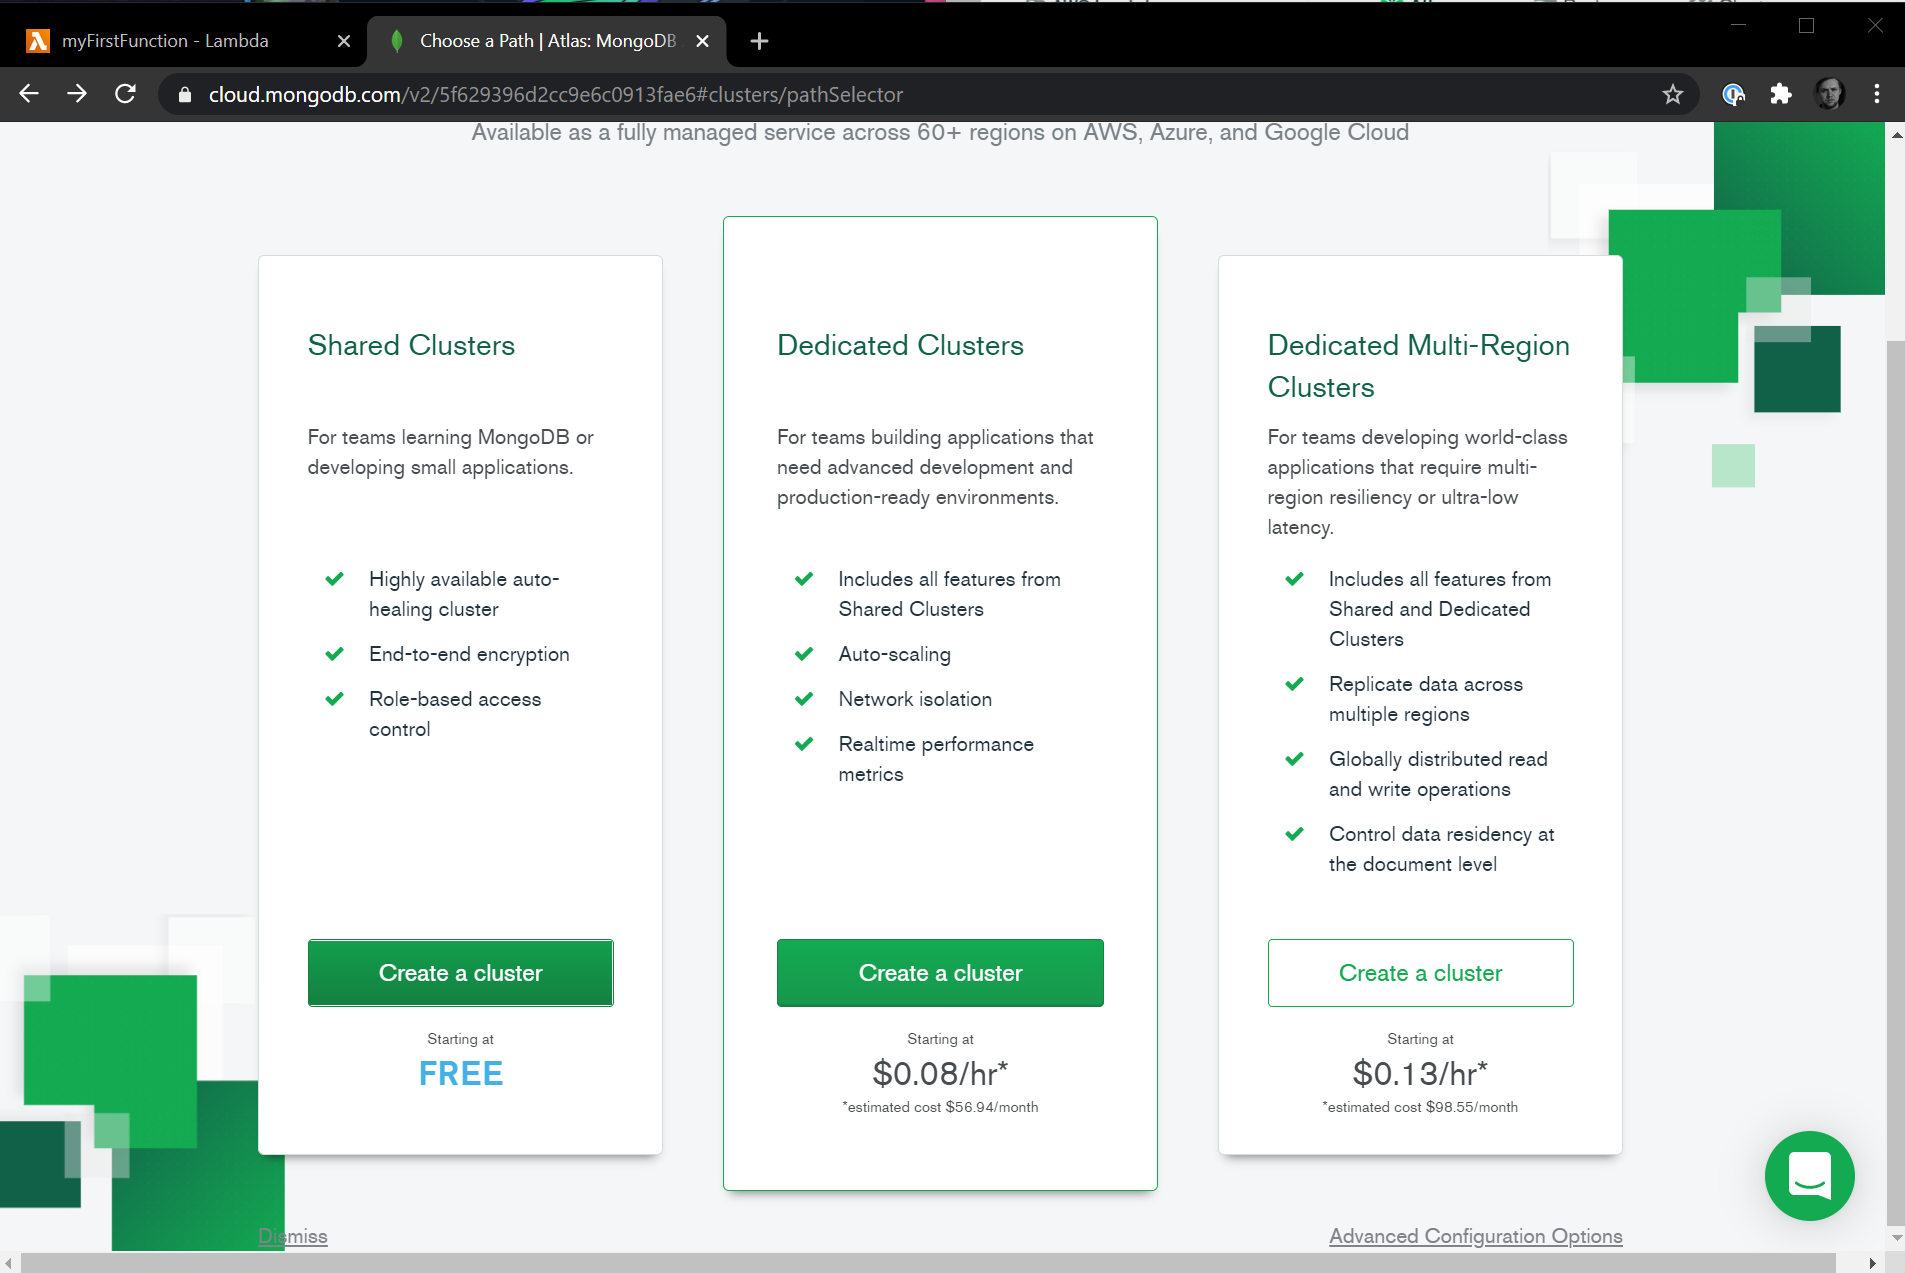 myFirstFunction - Lambda
Choose a Path | Atlas: MongoDB
cloud.mongodb.com/v2/5f629396d2cc9e6c0913fae6#clusters/pathSelector
Available as a fully managed service across 60+ regions on AWS, Azure, and Google Cloud
Shared Clusters
For teams learning MongoDB or
developing small applications.
Highly available auto-
healing cluster
End-to-end encryption
Role-based access
control
Create a cluster
Starting at
FREE
Dedicated Clusters
For teams building applications that
need advanced development and
production-ready environments.
Includes all features from
Shared Clusters
Auto-scaling
Network isolation
Realtime performance
metrics
Create a cluster
Starting at
$0.08/hr*
*estimated cost $56.94/month
Dedicated Multi-Region
Clusters
For teams developing world-class
applications that require multi-
region resiliency or ultra-low
latency.
Includes all features from
Shared and Dedicated
Clusters
Replicate data across
multiple regions
Globally distributed read
and write operations
Control data residency at
the document level
Create a cluster
Starting at
$0.13/hr*
*estimated cost $98.55/month
Dismiss
Advanced Configuration Options